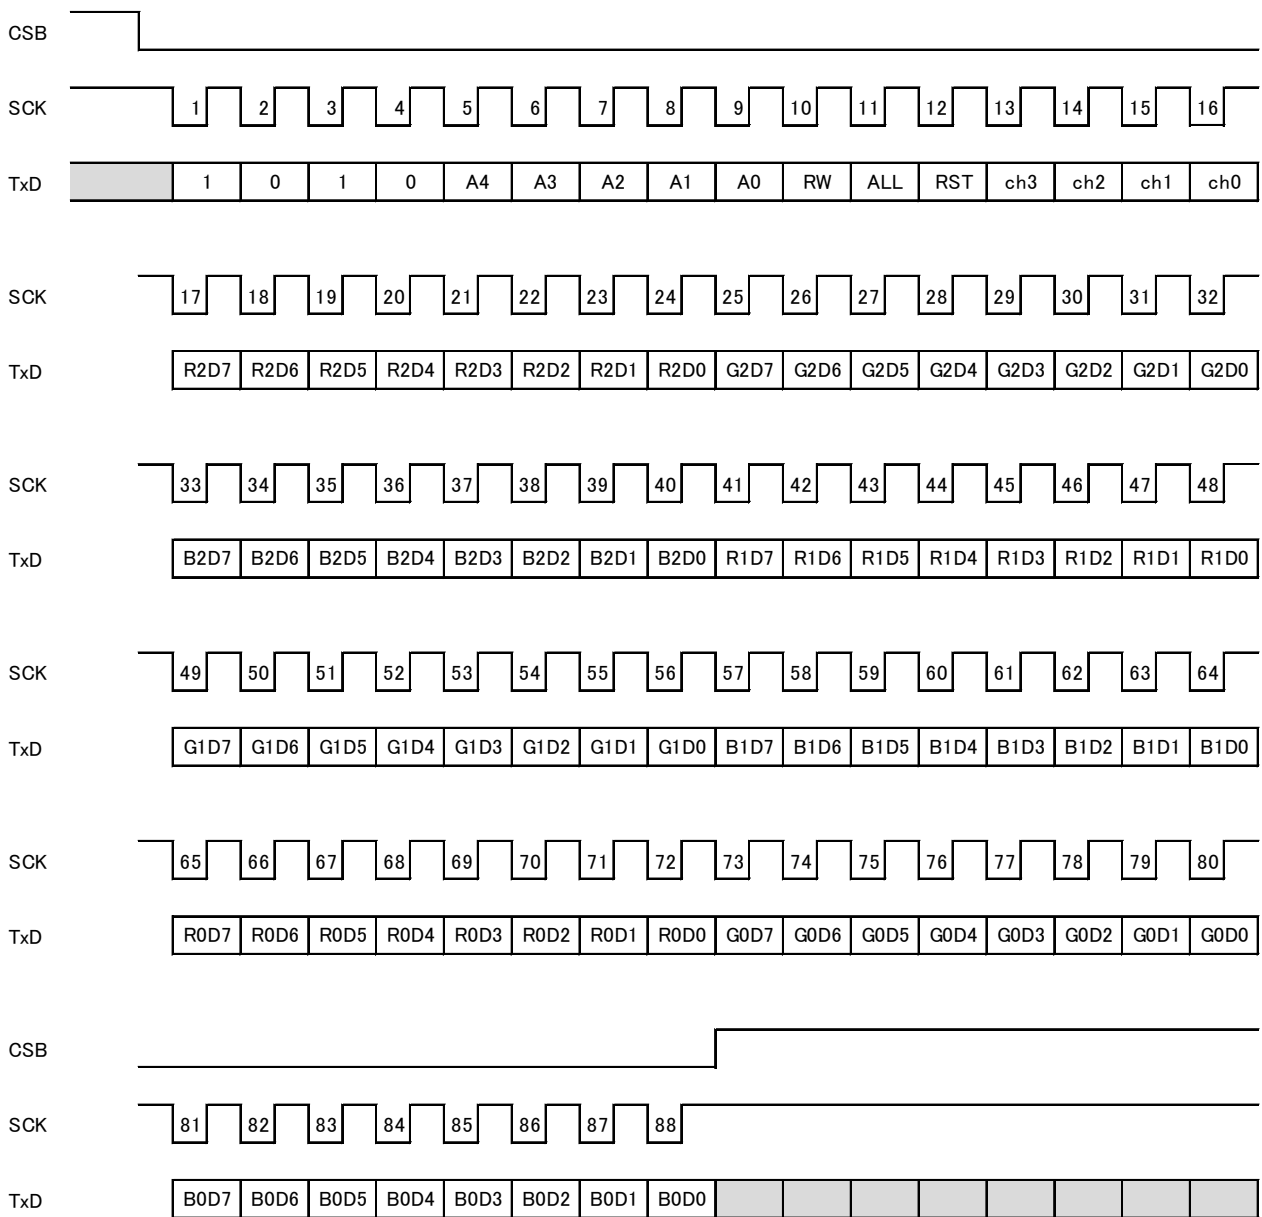 CSB
SCK 1 2 3 4 5 6 7 8 9 10 11 12 13 14 15 16
TxD 1 0 1 0 A4 A3 A2 A1 A0 RW ALL RST ch3 ch2 ch1 ch0
SCK 17 18 19 20 21 22 23 24 25 26 27 28 29 30 31 32
TxD R2D7 R2D6 R2D5 R2D4 R2D3 R2D2 R2D1 R2D0 G2D7 G2D6 G2D5 G2D4 G2D3 G2D2 G2D1 G2D0
SCK 33 34 35 36 37 38 39 40 41 42 43 44 45 46 47 48
TxD B2D7 B2D6 B2D5 B2D4 B2D3 B2D2 B2D1 B2D0 R1D7 R1D6 R1D5 R1D4 R1D3 R1D2 R1D1 R1D0
SCK 49 50 51 52 53 54 55 56 57 58 59 60 61 62 63 64
TxD G1D7 G1D6 G1D5 G1D4 G1D3 G1D2 G1D1 G1D0 B1D7 B1D6 B1D5 B1D4 B1D3 B1D2 B1D1 B1D0
SCK 65 66 67 68 69 70 71 72 73 74 75 76 77 78 79 80
TxD R0D7 R0D6 R0D5 R0D4 R0D3 R0D2 R0D1 R0D0 G0D7 G0D6 G0D5 G0D4 G0D3 G0D2 G0D1 G0D0
CSB
SCK 81 82 83 84 85 86 87 88
TxD B0D7 B0D6 B0D5 B0D4 B0D3 B0D2 B0D1 B0D0